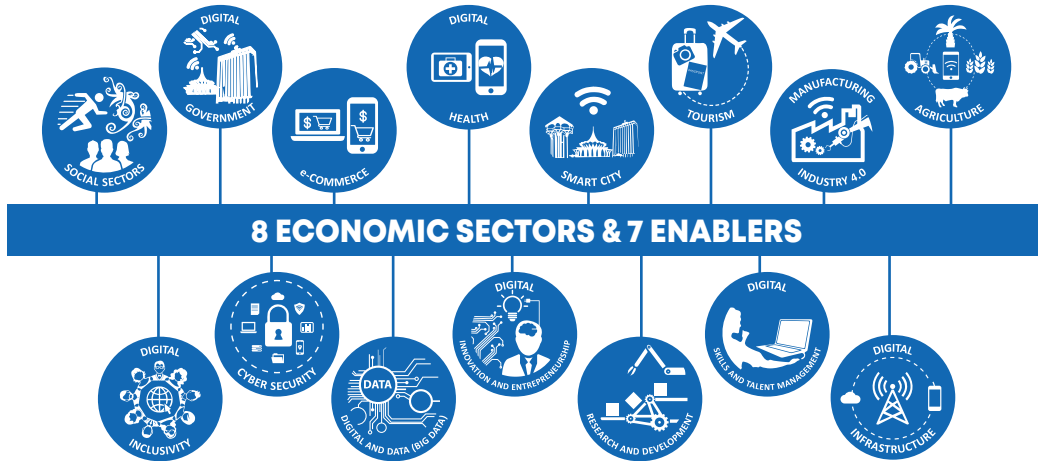 SOCIAL SECTORS
DIGITAL
GOVERNMENT
$
$
e-COMMERCE
DIGITAL
HEALTH
SMART CITY
PASSPORT
TOURISM
MANUFACTURING
INDUSTRY 4.0
AGRICULTURE
8 ECONOMIC SECTORS & 7 ENABLERS
DIGITAL
INCLUSIVITY
CYBER SECURITY
DATA
DIGITAL AND DATA (BIG DATA)
DIGITAL
INNOVATION AND ENTREPRENEURSHIP
RESEARCH AND DEVELOPMENT
DIGITAL
SKILLS AND TALENT MANAGEMENT
DIGITAL
INFRASTRUCTURE